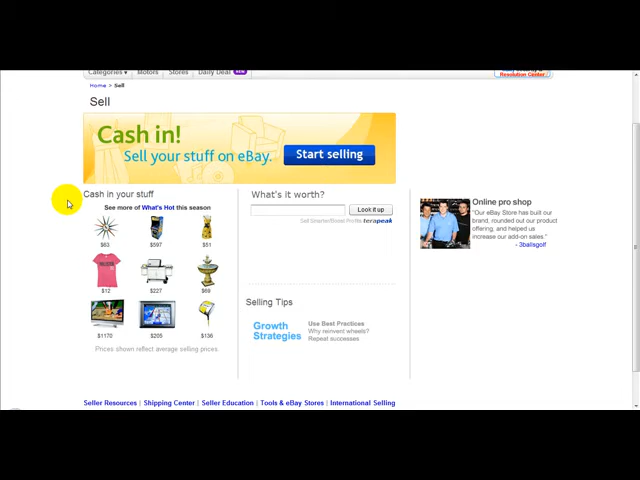 Categories ▾ Motors Stores Daily Deal
Resolution Center
Home > Sell
Sell
Cash in!
Sell your stuff on eBay.
Start selling
Cash in your stuff
See more of What's Hot this season
$63 $597 $51
$12 $227 $69
$1170 $205 $136
Prices shown reflect average selling prices.
What's it worth?
Look it up
terapeak
Selling Tips
Growth
Strategies
Use Best Practices
Why reinvent wheels?
Repeat successes
Online pro shop
"Our eBay Store has built our
brand, rounded out our product
offering, and helped us
increase our add-on sales. "
- 3ballsgolf
Seller Resources | Shipping Center | Seller Education | Tools & eBay Stores | International Selling